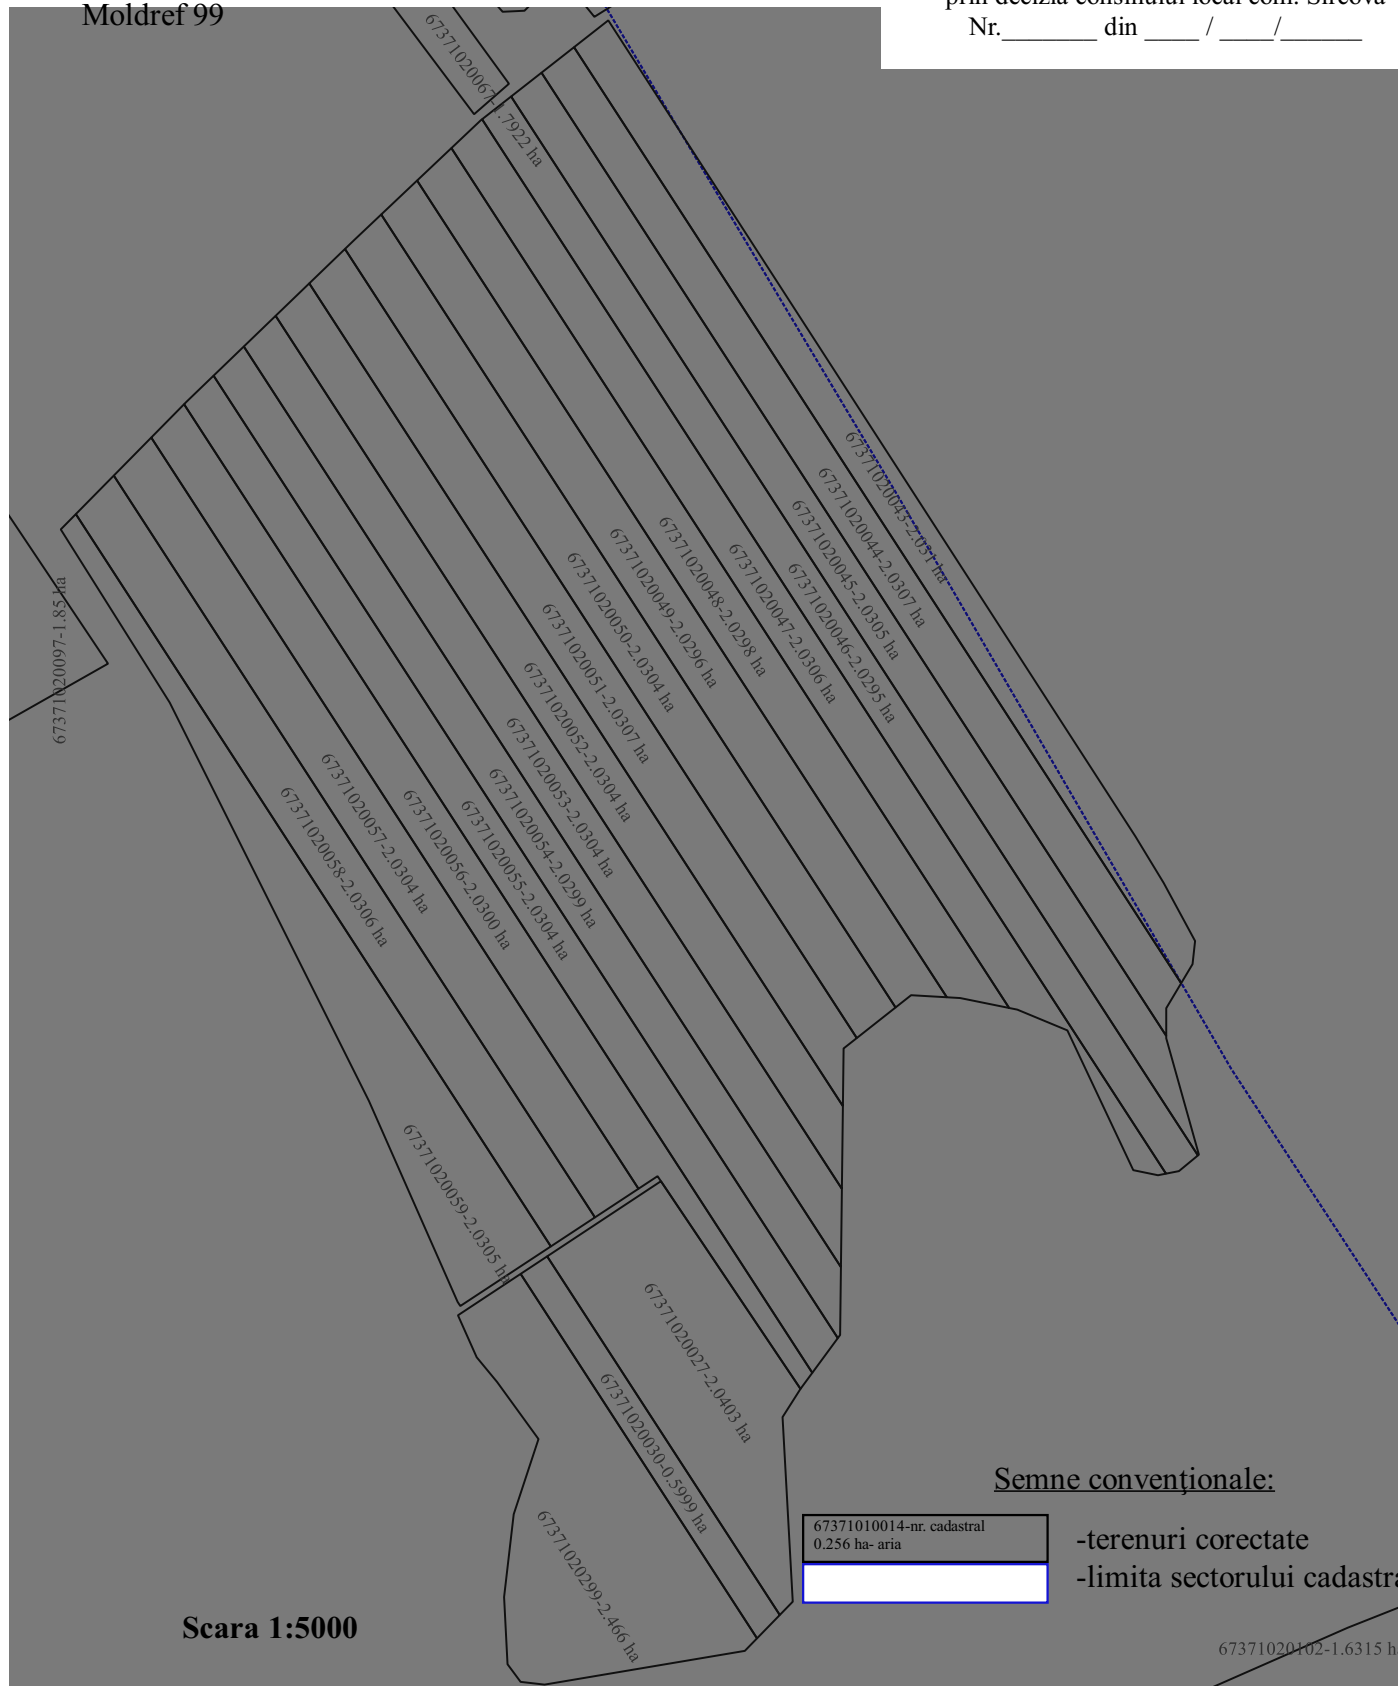 Moldref 99
prin decizia consiliului local com. Sîrcova
Nr._______ din ____ / ____/______
67371020067-1.7922 ha
67371020043-2.031 ha
67371020044-2.0307 ha
67371020045-2.0305 ha
67371020046-2.0295 ha
67371020047-2.0306 ha
67371020048-2.0298 ha
67371020049-2.0296 ha
67371020050-2.0304 ha
67371020051-2.0307 ha
67371020052-2.0304 ha
67371020053-2.0304 ha
67371020054-2.0299 ha
67371020055-2.0304 ha
67371020056-2.0300 ha
67371020057-2.0304 ha
67371020058-2.0306 ha
67371020097-1.85 ha
67371020059-2.0305 ha
67371020027-2.0403 ha
67371020030-0.5999 ha
67371020299-2.466 ha
Semne convenţionale:
67371010014-nr. cadastral
0.256 ha- aria
-terenuri corectate
-limita sectorului cadastra
Scara 1:5000
67371020102-1.6315 h